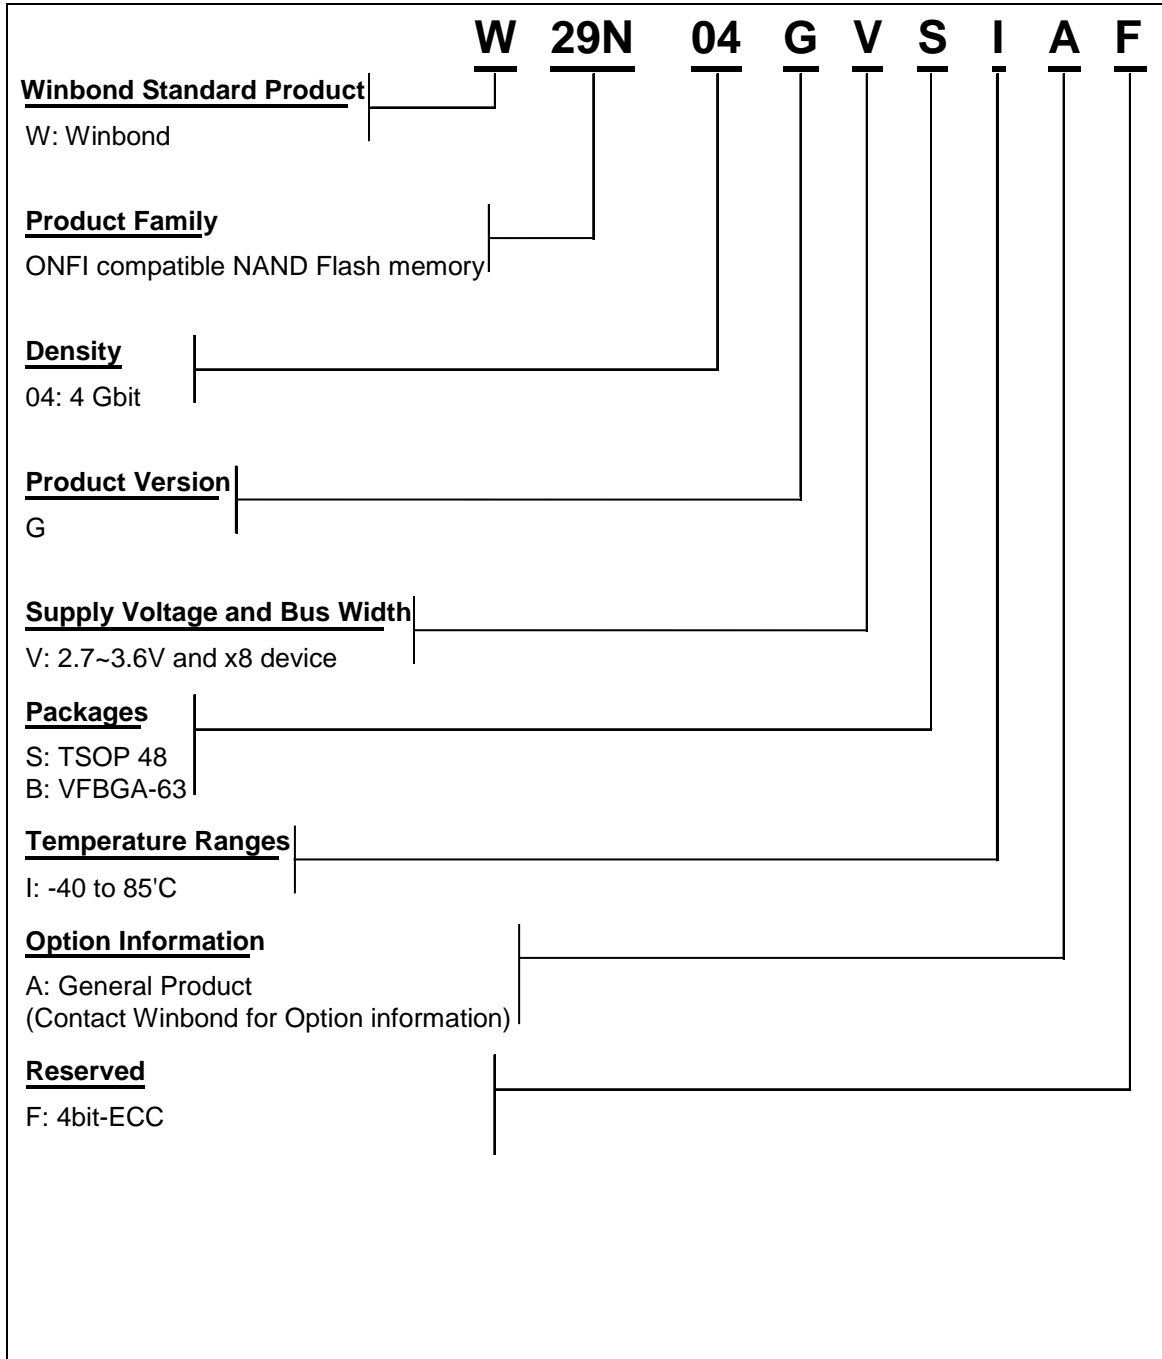 W 29N 04 G V S I A F
Winbond Standard Product
W: Winbond
Product Family
ONFI compatible NAND Flash memory
Density
04: 4 Gbit
Product Version
G
Supply Voltage and Bus Width
V: 2.7~3.6V and x8 device
Packages
S: TSOP 48
B: VFBGA-63
Temperature Ranges
I: -40 to 85'C
Option Information
A: General Product
(Contact Winbond for Option information)
Reserved
F: 4bit-ECC